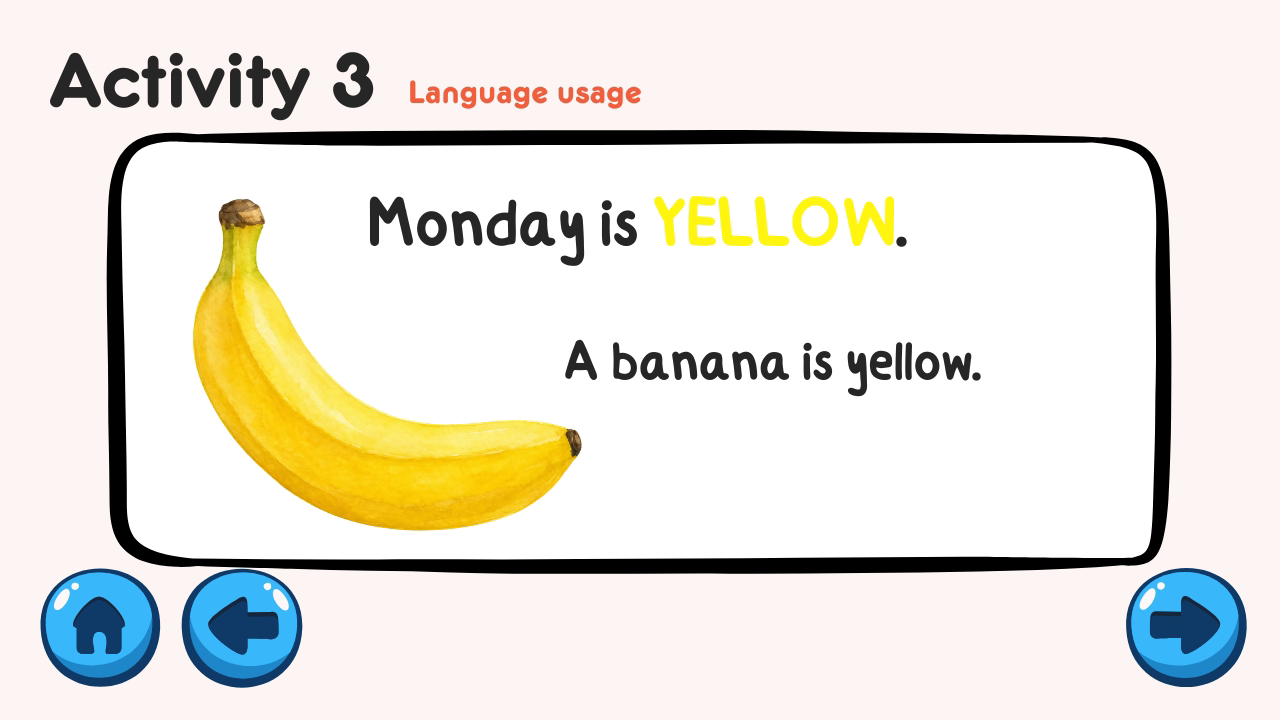 Activity 3
Language usage
Monday is YELLOW.
A banana is yellow.